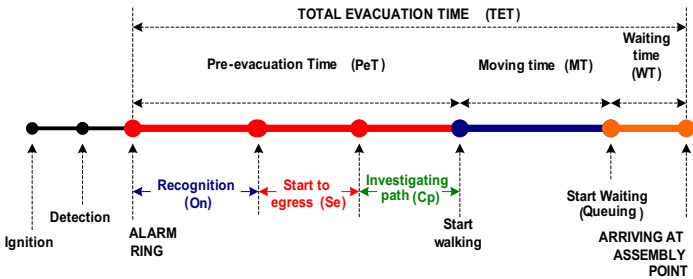 TOTAL EVACUATION TIME (TET)
Pre-evacuation Time (PeT)
Moving time (MT)
Waiting
time
(WT)
Recognition
(On)
Start to
egress (Se)
Investigating
path (Cp)
Ignition
Detection
ALARM
RING
Start
walking
Start Waiting
(Queuing )
ARRIVING AT
ASSEMBLY
POINT